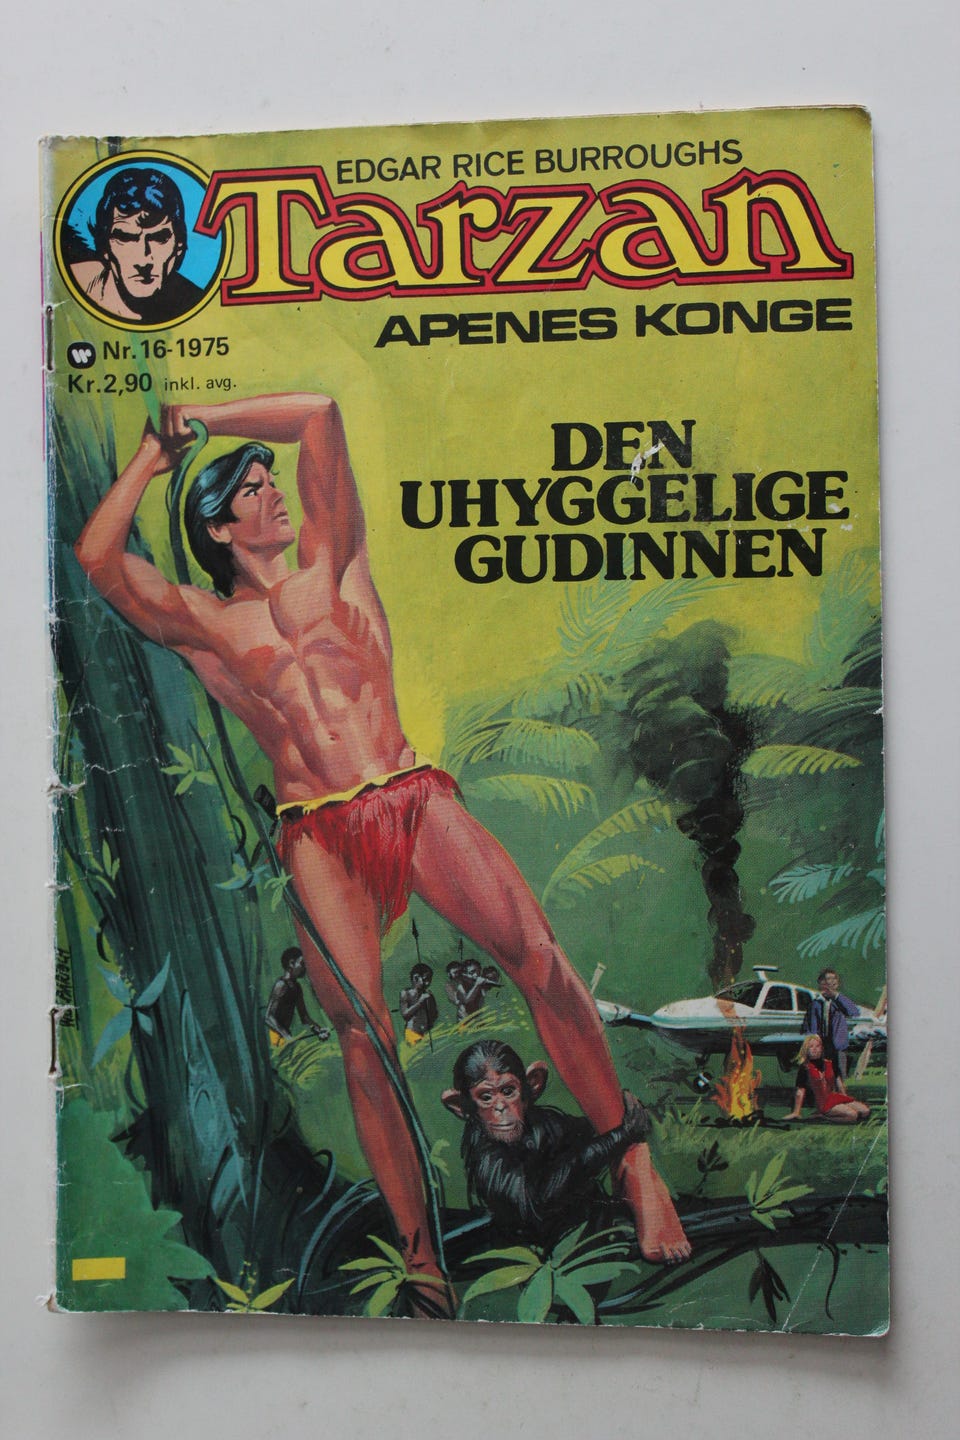 EDGAR RICE BURROUGHS
Tarzan
APENES KONGE
W Nr.16-1975
Kr.2,90 inkl. avg.
DEN
UHYGGELIGE
GUDINNEN